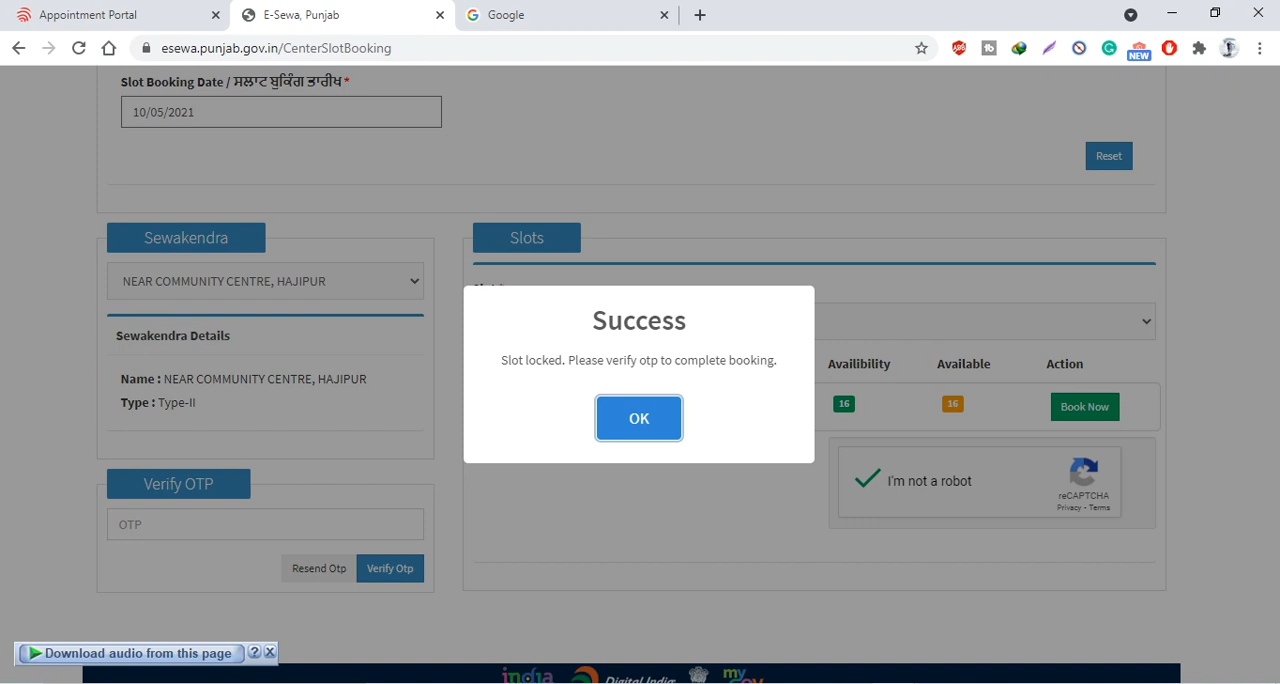 Appointment Portal
E-Sewa, Punjab
Google
esewa.punjab.gov.in/CenterSlotBooking
NEW
Slot Booking Date / ਸਲਾਟ ਬੁਕਿੰਗ ਤਾਰੀਖ *
10/05/2021
Reset
Sewakendra
NEAR COMMUNITY CENTRE, HAJIPUR
Sewakendra Details
Name : NEAR COMMUNITY CENTRE, HAJIPUR
Type : Type-II
Verify OTP
OTP
Resend Otp Verify Otp
Slots
Success
Slot locked. Please verify otp to complete booking.
OK
Availibility Available Action
16 16 Book Now
I'm not a robot
reCAPTCHA
Privacy - Terms
Download audio from this page ?
Digital India